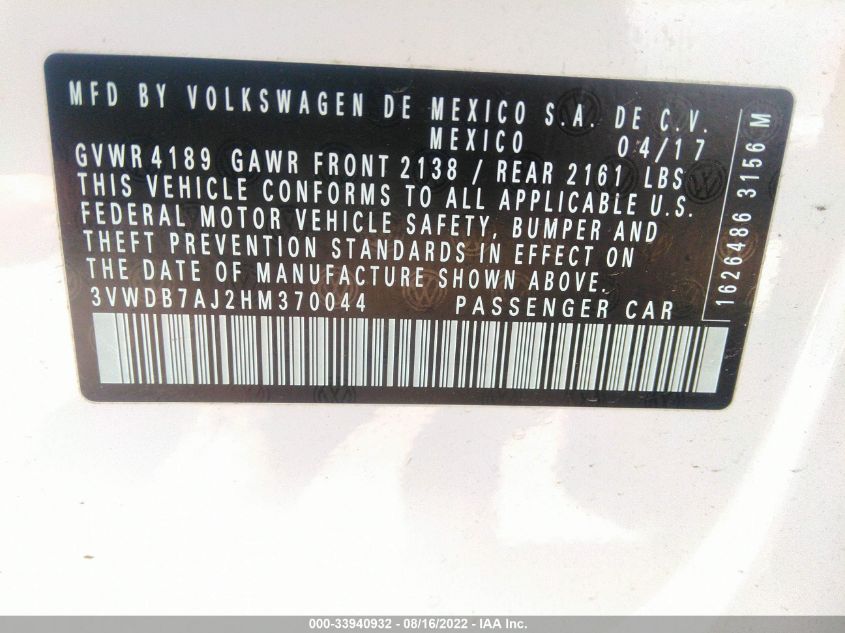 MFD BY VOLKSWAGEN DE MEXICO S.A. DE C.V.
MEXICO 04/17
GVWR 4189 GAWR FRONT 2138 / REAR 2161 LBS
THIS VEHICLE CONFORMS TO ALL APPLICABLE U.S.
FEDERAL MOTOR VEHICLE SAFETY, BUMPER AND
THEFT PREVENTION STANDARDS IN EFFECT ON
THE DATE OF MANUFACTURE SHOWN ABOVE.
3VWDB7AJ2HM370044 PASSENGER CAR
1626486 3156 M
000-33940932 - 08/16/2022 - IAA Inc.